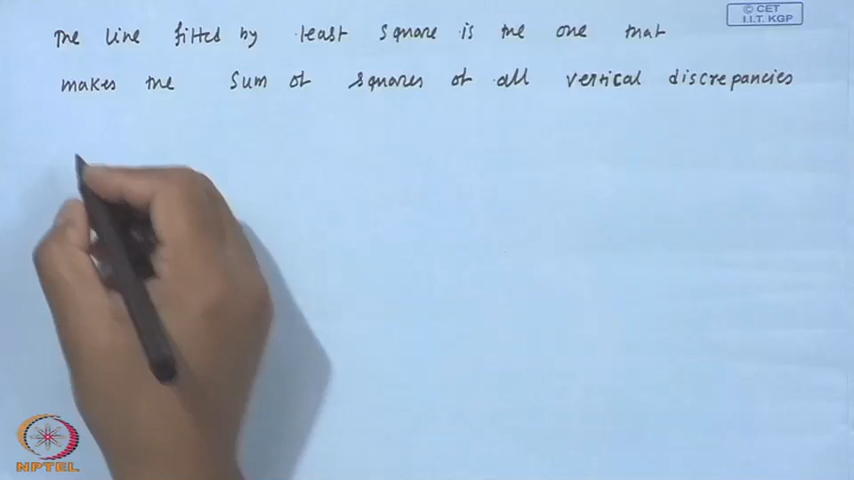 © CET
I.I.T. KGP
The line fitted by least square is the one that
makes the sum of squares of all vertical discrepancies
NPTEL